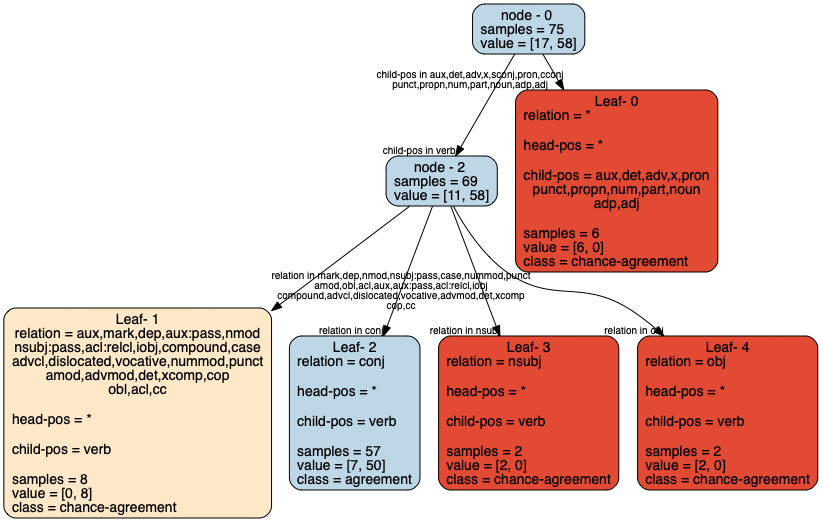 node - 0
samples = 75
value = [17, 58]
child-pos in aux,det,adv,x,sconj,pron,cconj
punct,propn,num,part,noun,adp,adj
Leaf- 0
relation = *
head-pos = *
child-pos = aux,det,adv,x,pron
punct,propn,num,part,noun
adp,adj
samples = 6
value = [6, 0]
class = chance-agreement
child-pos in verb
node - 2
samples = 69
value = [11, 58]
relation in mark,dep,nmod,nsubj:pass,case,nummod,punct
amod,obl,acl,aux,aux:pass,acl:relcl,iobj
compound,advcl,dislocated,vocative,advmod,det,xcomp
cop,cc
relation in conj
relation in nsubj
relation in obj
Leaf- 1
relation = aux,mark,dep,aux:pass,nmod
nsubj:pass,acl:relcl,iobj,compound,case
advcl,dislocated,vocative,nummod,punct
amod,advmod,det,xcomp,cop
obl,acl,cc
head-pos = *
child-pos = verb
samples = 8
value = [0, 8]
class = chance-agreement
Leaf- 2
relation = conj
head-pos = *
child-pos = verb
samples = 57
value = [7, 50]
class = agreement
Leaf- 3
relation = nsubj
head-pos = *
child-pos = verb
samples = 2
value = [2, 0]
class = chance-agreement
Leaf- 4
relation = obj
head-pos = *
child-pos = verb
samples = 2
value = [2, 0]
class = chance-agreement